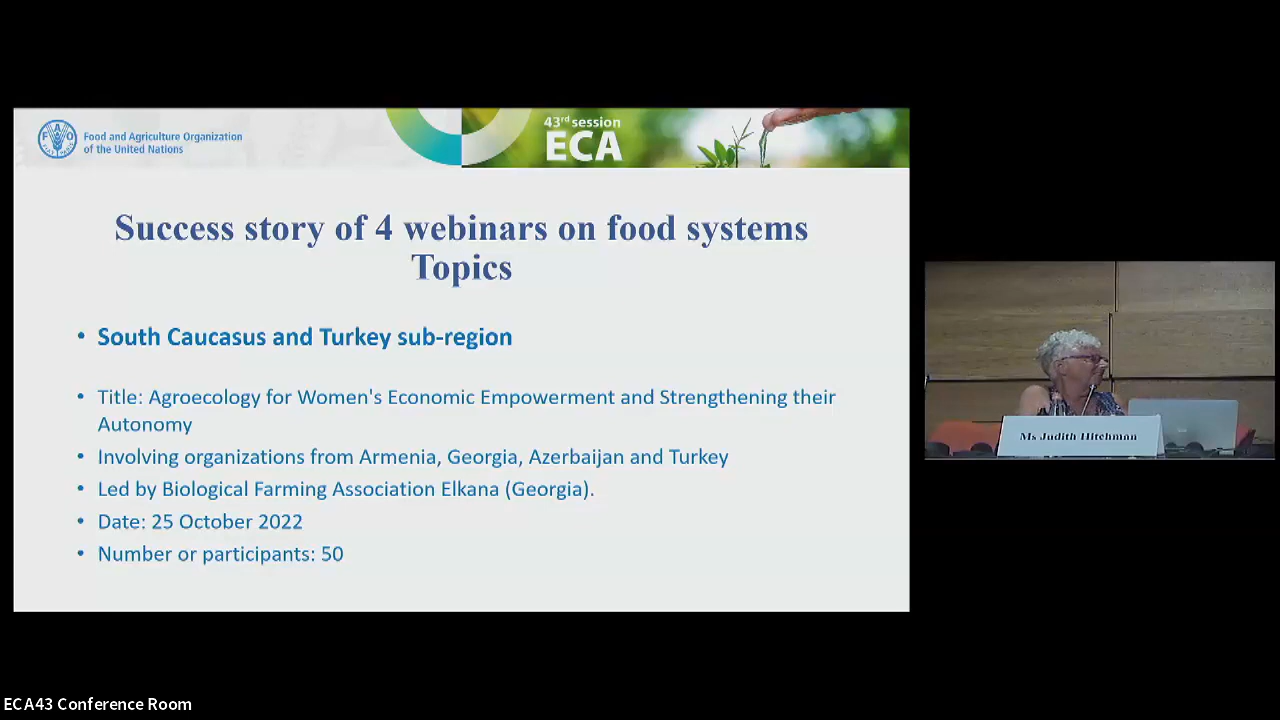 Food and Agriculture Organization
of the United Nations
43rd session
ECA
Success story of 4 webinars on food systems
Topics
• South Caucasus and Turkey sub-region
• Title: Agroecology for Women's Economic Empowerment and Strengthening their
Autonomy
• Involving organizations from Armenia, Georgia, Azerbaijan and Turkey
• Led by Biological Farming Association Elkana (Georgia).
• Date: 25 October 2022
• Number or participants: 50
Ms Judith Hitchman
ECA43 Conference Room